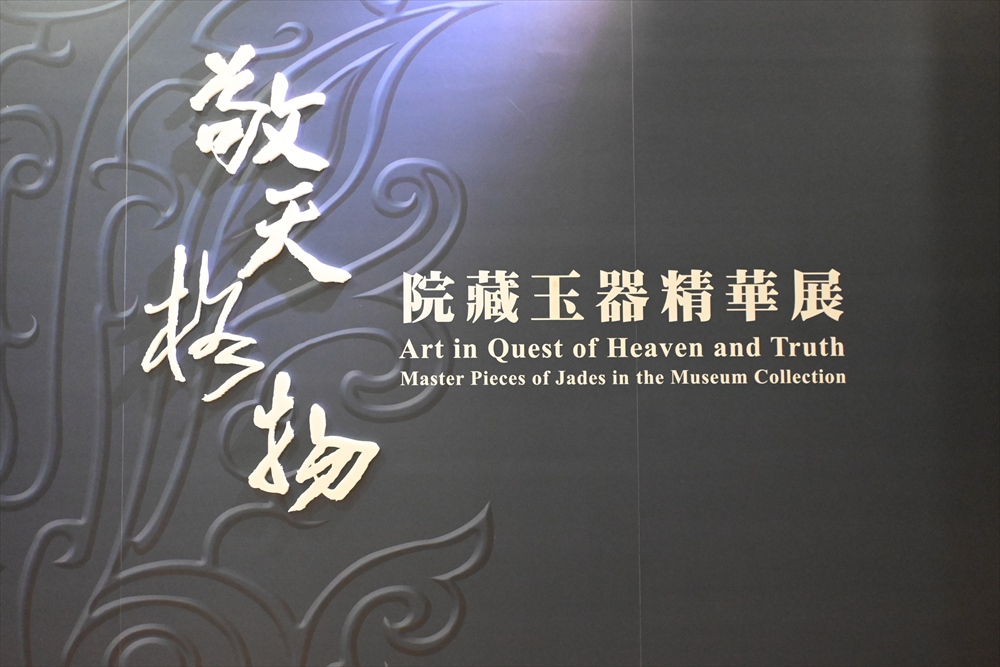 敬天格物
院藏玉器精華展
Art in Quest of Heaven and Truth
Master Pieces of Jades in the Museum Collection